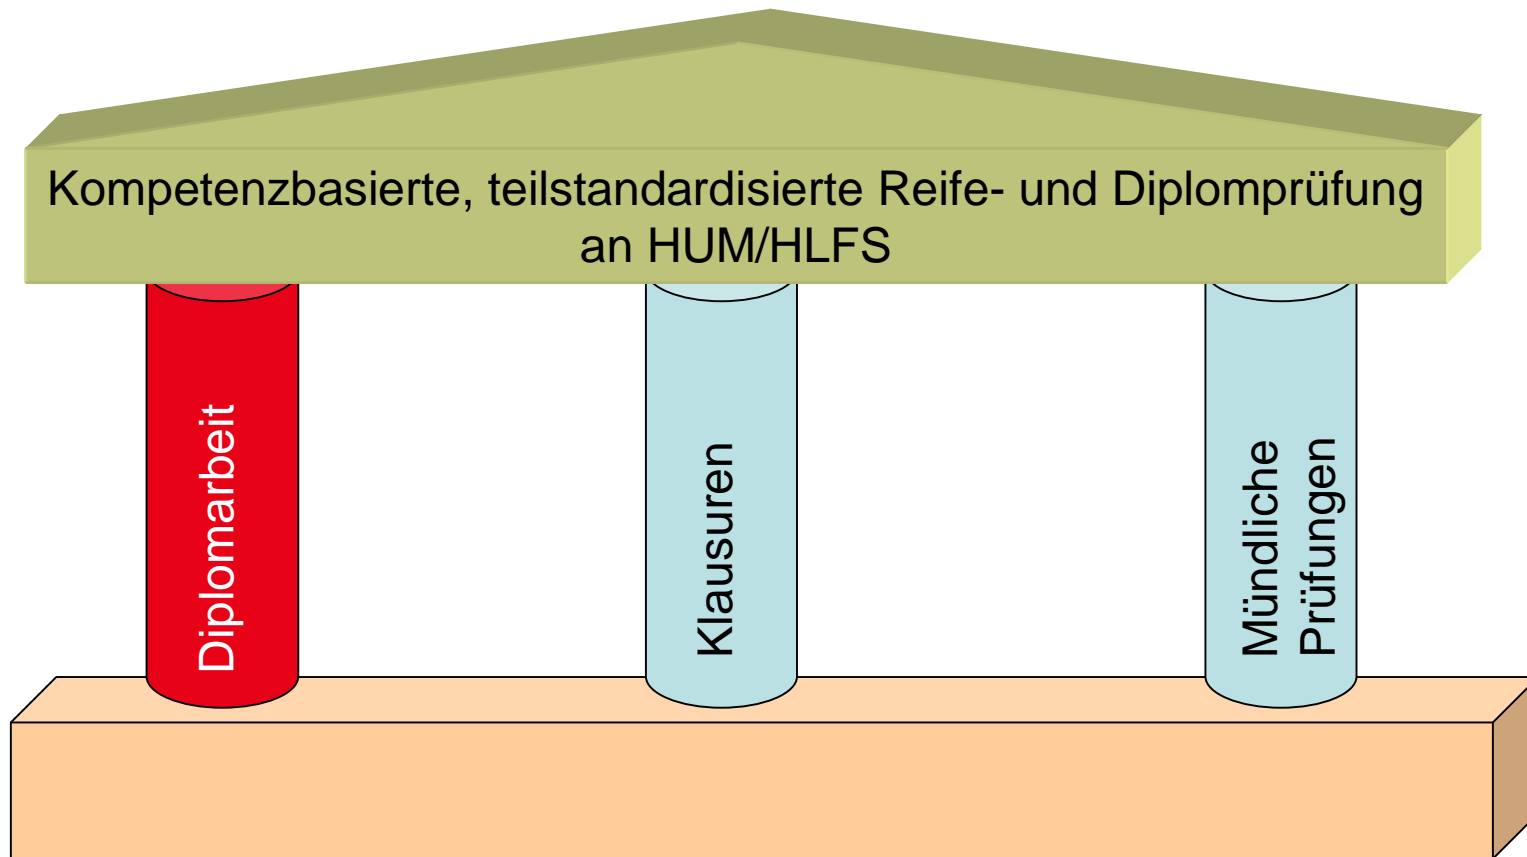 Kompetenzbasierte, teilstandardisierte Reife- und Diplomprüfung
an HUM/HLFS
Diplomarbeit
Klausuren
Mündliche
Prüfungen